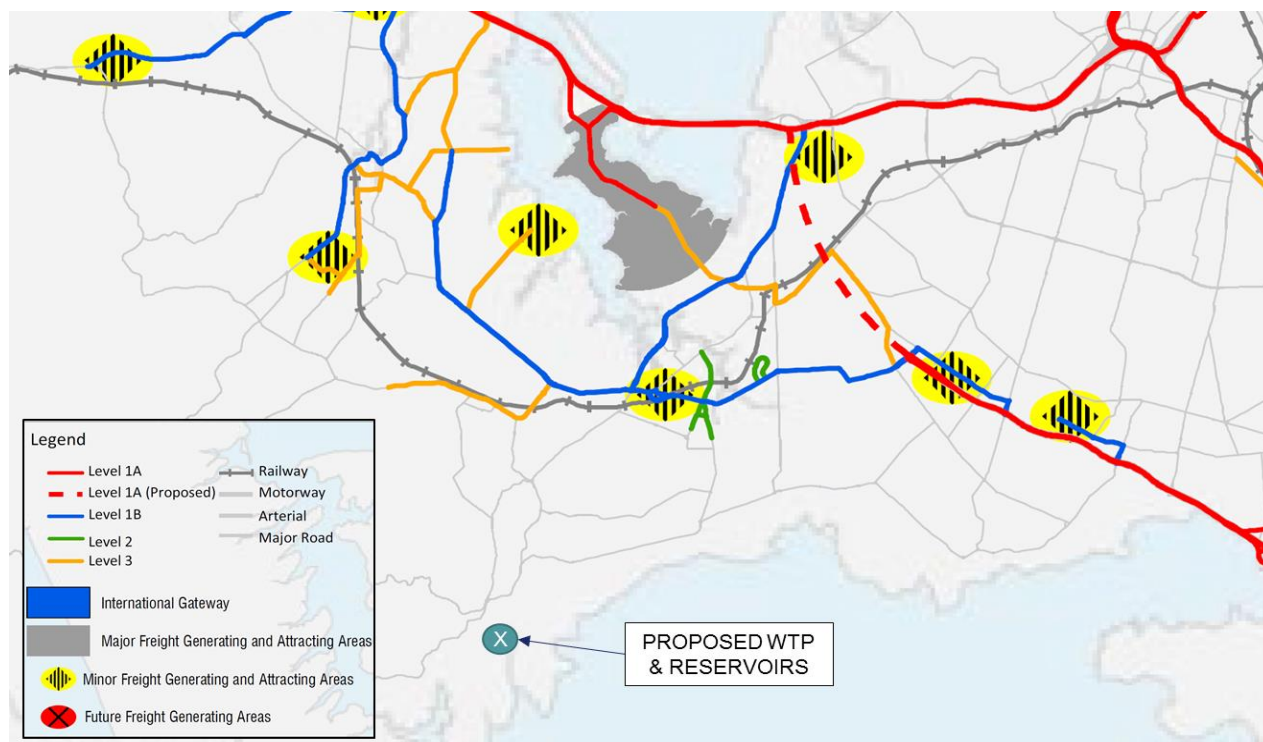 X
PROPOSED WTP
& RESERVOIRS
Legend
Level 1A
Level 1A (Proposed)
Level 1B
Level 2
Level 3
Railway
Motorway
Arterial
Major Road
International Gateway
Major Freight Generating and Attracting Areas
Minor Freight Generating and Attracting Areas
Future Freight Generating Areas